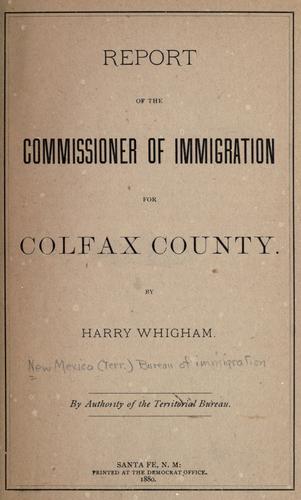 REPORT
OF THE
COMMISSIONER OF IMMIGRATION
FOR
COLFAX COUNTY.
BY
HARRY WHIGHAM.
New Mexico (Terr.) Bureau of immigration
By Authority of the Territorial Bureau.
SANTA FE, N. M:
PRINTED AT THE DEMOCRAT OFFICE.
1880.